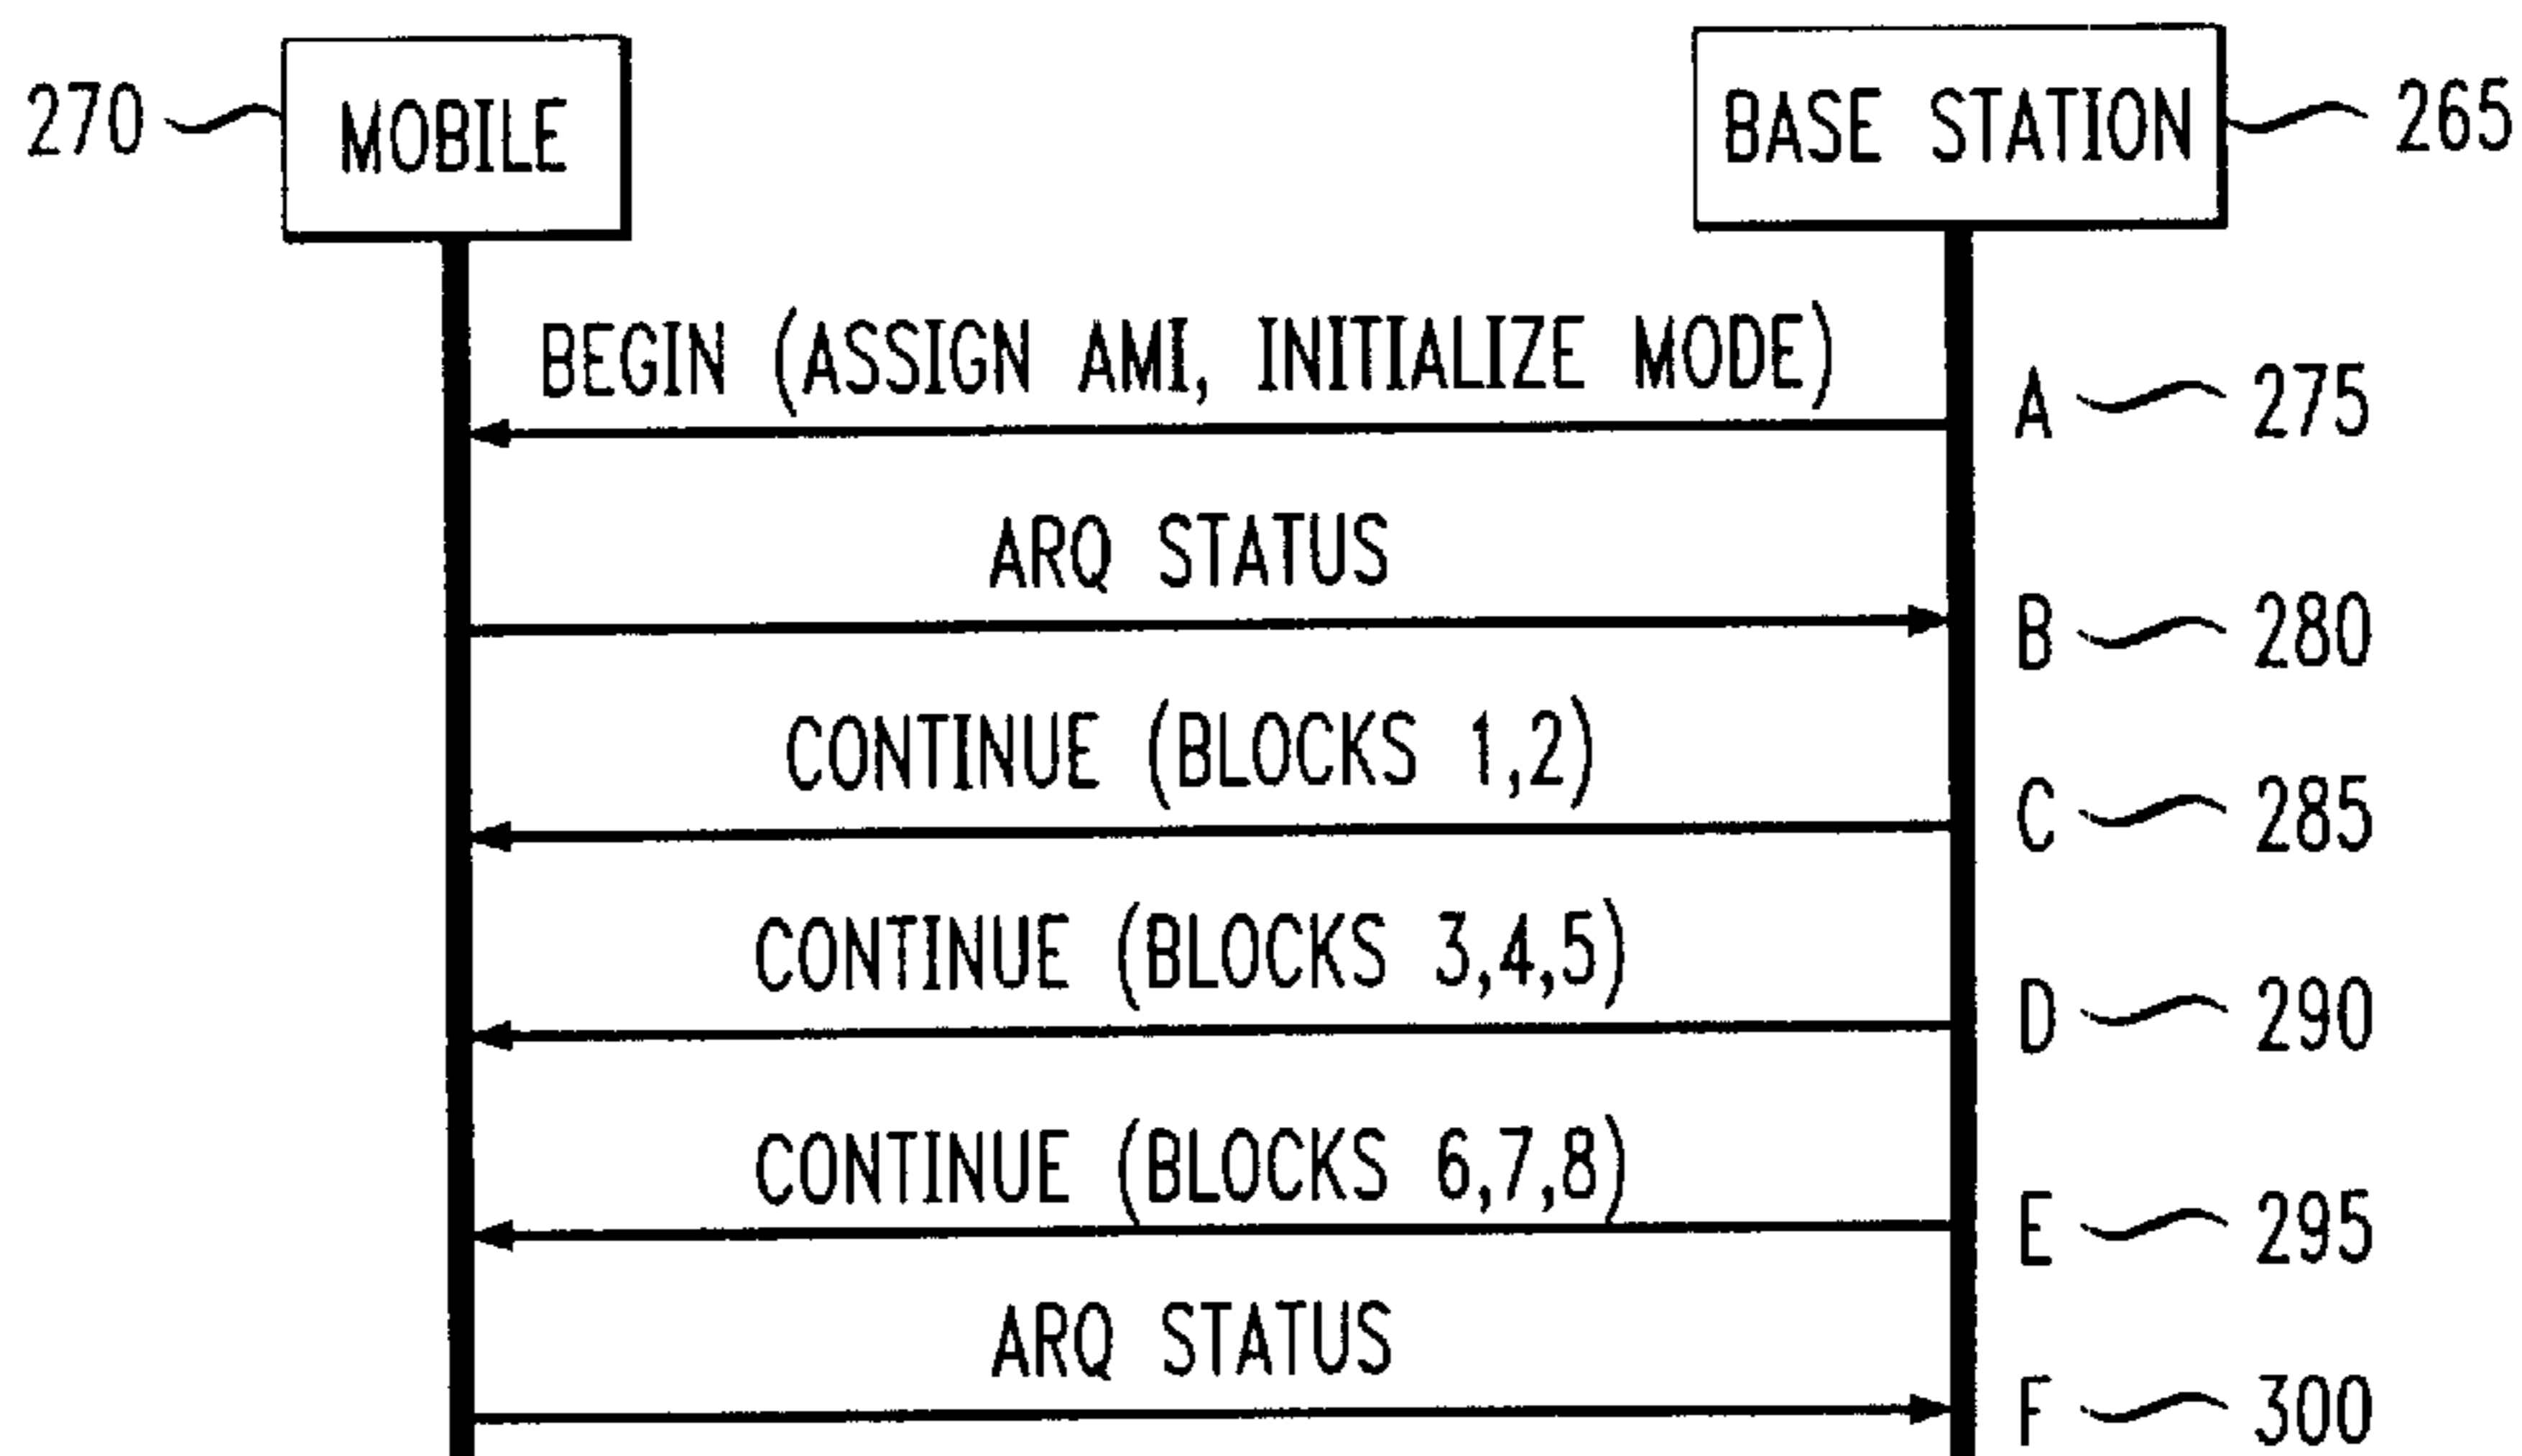 270 MOBILE BASE STATION 265
BEGIN (ASSIGN AMI, INITIALIZE MODE)
A 275
ARQ STATUS
B 280
CONTINUE (BLOCKS 1,2)
C 285
CONTINUE (BLOCKS 3,4,5)
D 290
CONTINUE (BLOCKS 6,7,8)
E 295
ARQ STATUS
F 300